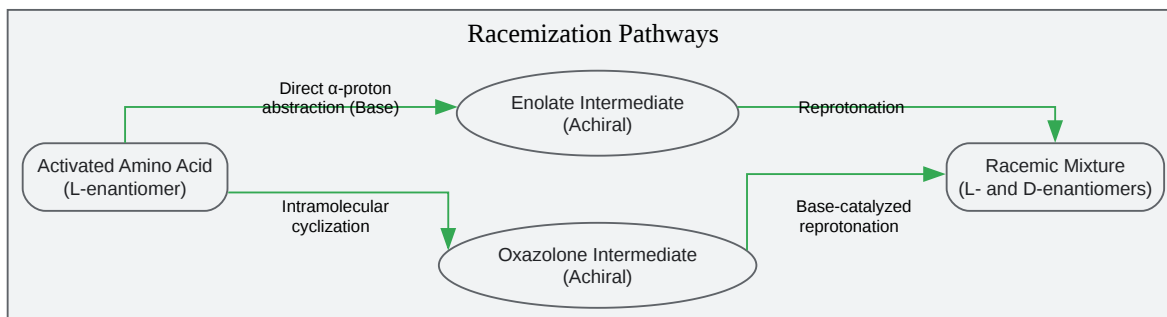 Racemization Pathways
Direct α-proton
abstraction (Base)
Enolate Intermediate
(Achiral)
Reprotonation
Activated Amino Acid
(L-enantiomer)
Racemic Mixture
(L- and D-enantiomers)
Intramolecular
cyclization
Base-catalyzed
reprotonation
Oxazolone Intermediate
(Achiral)